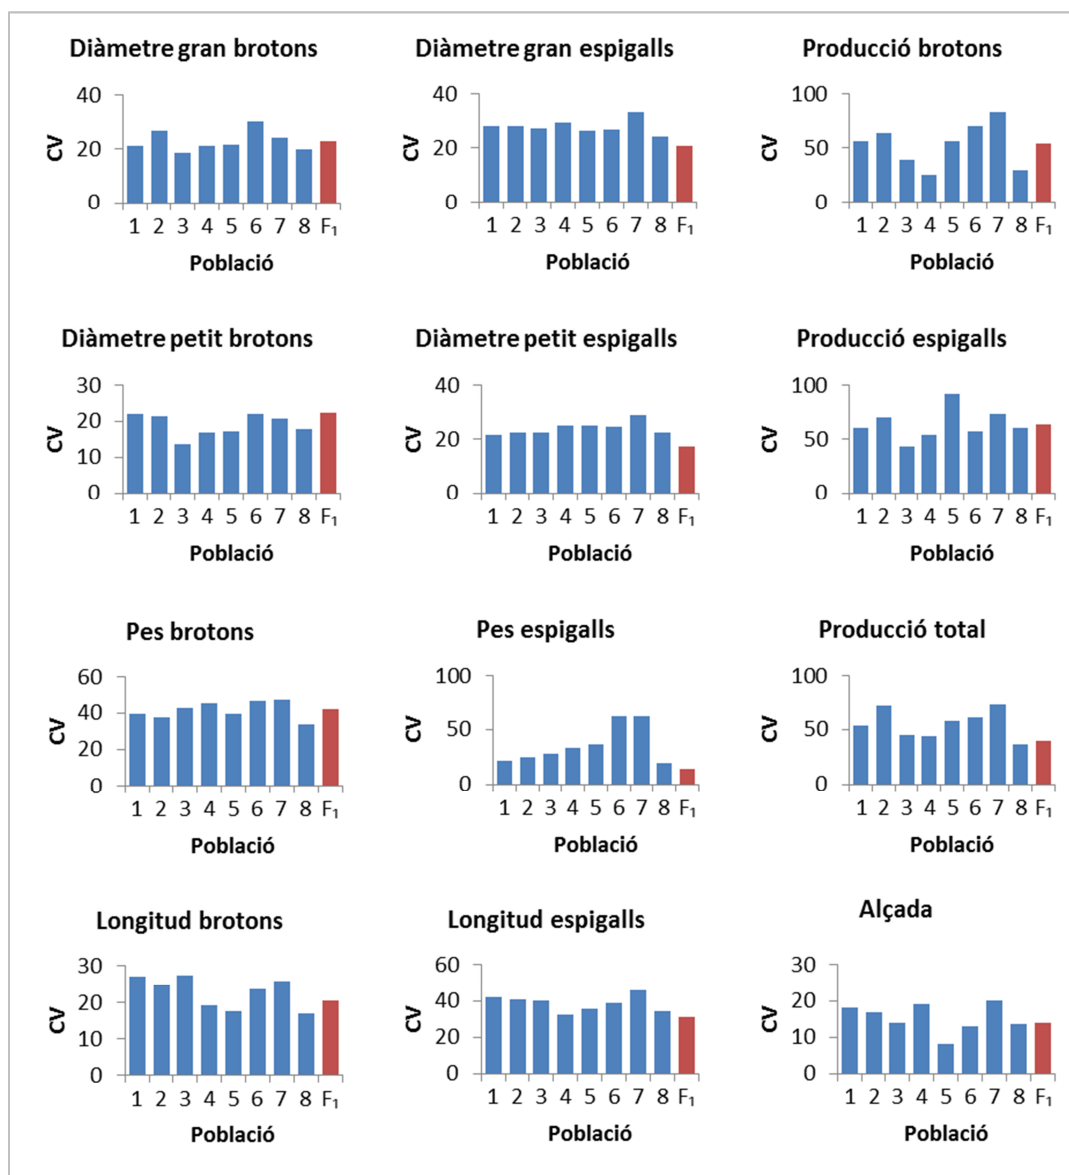 Diàmetre gran brotons
40
20
0
CV
1 2 3 4 5 6 7 8 F₁
Població
Diàmetre gran espigalls
40
20
0
CV
1 2 3 4 5 6 7 8 F₁
Població
Producció brotons
100
50
0
CV
1 2 3 4 5 6 7 8 F₁
Població
Diàmetre petit brotons
30
20
10
0
CV
1 2 3 4 5 6 7 8 F₁
Població
Diàmetre petit espigalls
40
20
0
CV
1 2 3 4 5 6 7 8 F₁
Població
Producció espigalls
100
50
0
CV
1 2 3 4 5 6 7 8 F₁
Població
Pes brotons
60
40
20
0
CV
1 2 3 4 5 6 7 8 F₁
Població
Pes espigalls
100
50
0
CV
1 2 3 4 5 6 7 8 F₁
Població
Producció total
100
50
0
CV
1 2 3 4 5 6 7 8 F₁
Població
Longitud brotons
30
20
10
0
CV
1 2 3 4 5 6 7 8 F₁
Població
Longitud espigalls
60
40
20
0
CV
1 2 3 4 5 6 7 8 F₁
Població
Alçada
30
20
10
0
CV
1 2 3 4 5 6 7 8 F₁
Població